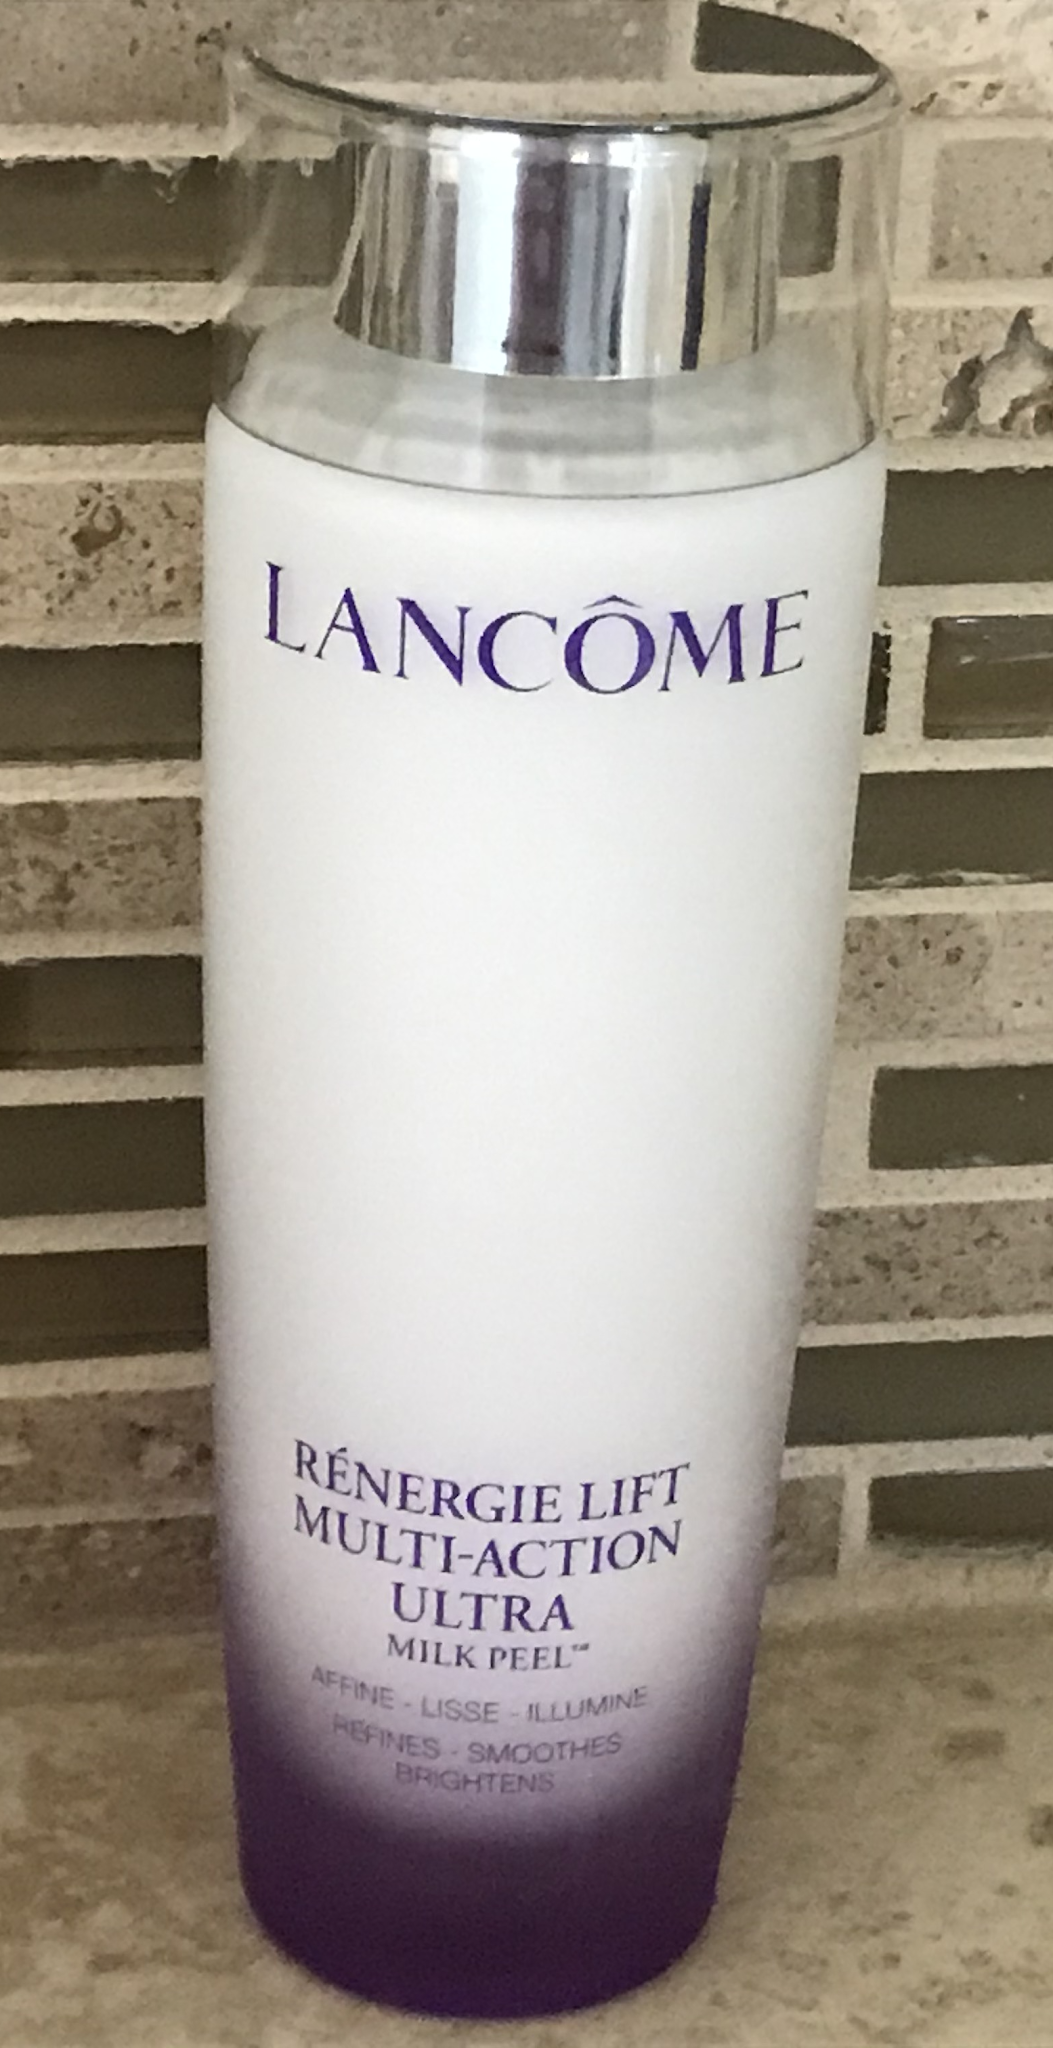 LANCÔME
RÉNERGIE LIFT
MULTI-ACTION
ULTRA
MILK PEEL™
AFFINE - LISSE - ILLUMINE
REFINES - SMOOTHES
BRIGHTENS